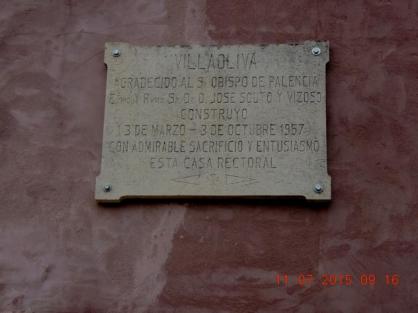 VILLAOLIVA
AGRADECIDO AL Sr OBISPO DE PALENCIA
Excmo Y Rvmo Sr Dr D. JOSE SOUTO Y VIZOSO
CONSTRUYO
13 DE MARZO - 3 DE OCTUBRE 1957
CON ADMIRABLE SACRIFICIO Y ENTUSIASMO
ESTA CASA RECTORAL
11 07 2015 09 16